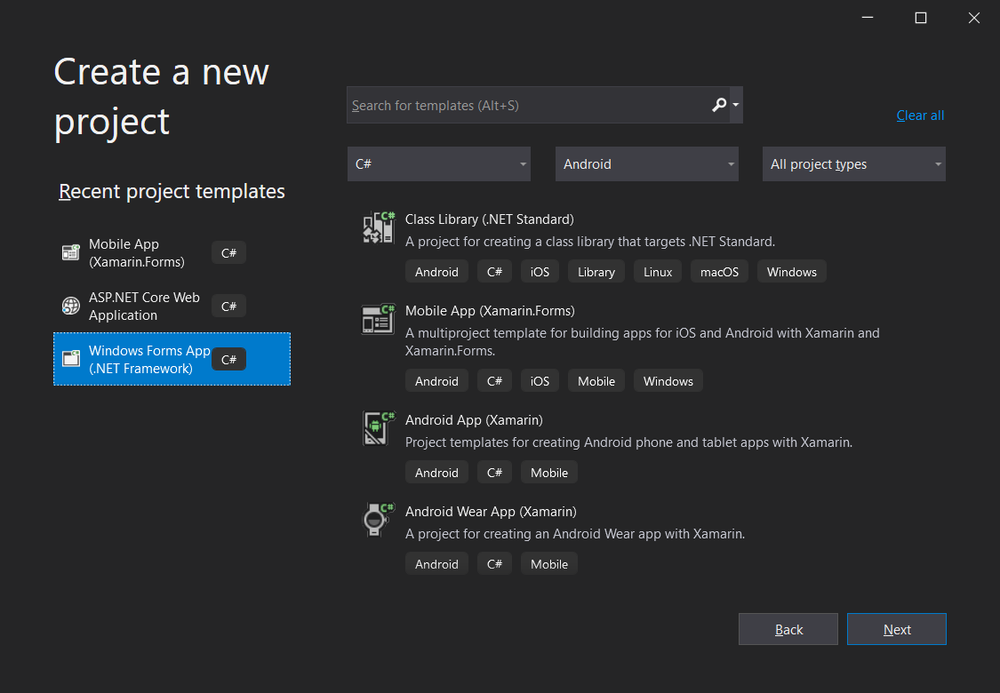 Create a new
project
Recent project templates
Mobile App
(Xamarin.Forms)
C#
ASP.NET Core Web
Application
C#
Windows Forms App
(.NET Framework)
C#
Search for templates (Alt+S)
Clear all
C#
Android
All project types
C#
Class Library (.NET Standard)
A project for creating a class library that targets .NET Standard.
Android C# iOS Library Linux macOS Windows
C#
Mobile App (Xamarin.Forms)
A multiproject template for building apps for iOS and Android with Xamarin and
Xamarin.Forms.
Android C# iOS Mobile Windows
C#
Android App (Xamarin)
Project templates for creating Android phone and tablet apps with Xamarin.
Android C# Mobile
C#
Android Wear App (Xamarin)
A project for creating an Android Wear app with Xamarin.
Android C# Mobile
Back
Next